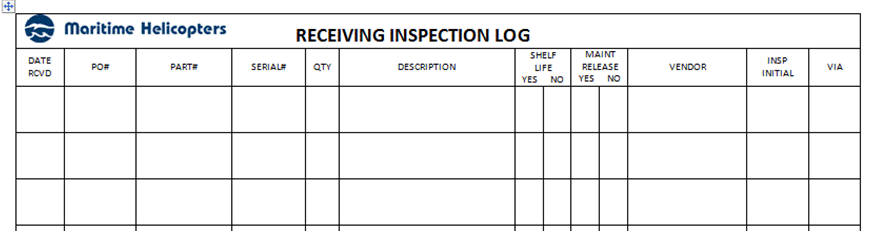 Maritime Helicopters
RECEIVING INSPECTION LOG
DATE RCVD PO# PART# SERIAL# QTY DESCRIPTION SHELF LIFE YES NO MAINT RELEASE YES NO VENDOR INSP INITIAL VIA